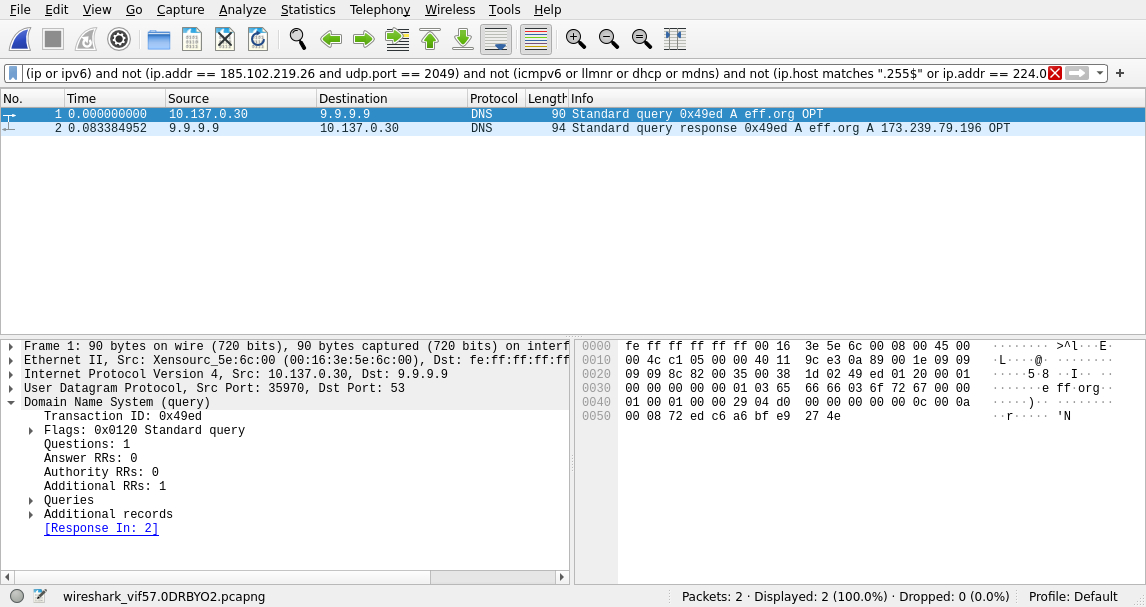 File Edit View Go Capture Analyze Statistics Telephony Wireless Tools Help
(ip or ipv6) and not (ip.addr == 185.102.219.26 and udp.port == 2049) and not (icmpv6 or llmnr or dhcp or mdns) and not (ip.host matches ".255$" or ip.addr == 224.0
No. Time Source Destination Protocol Length Info
1 0.000000000 10.137.0.30 9.9.9.9 DNS 90 Standard query 0x49ed A eff.org OPT
2 0.083384952 9.9.9.9 10.137.0.30 DNS 94 Standard query response 0x49ed A eff.org A 173.239.79.196 OPT
Frame 1: 90 bytes on wire (720 bits), 90 bytes captured (720 bits) on interf
Ethernet II, Src: Xensourc_5e:6c:00 (00:16:3e:5e:6c:00), Dst: fe:ff:ff:ff:ff
Internet Protocol Version 4, Src: 10.137.0.30, Dst: 9.9.9.9
User Datagram Protocol, Src Port: 35970, Dst Port: 53
Domain Name System (query)
Transaction ID: 0x49ed
Flags: 0x0120 Standard query
Questions: 1
Answer RRs: 0
Authority RRs: 0
Additional RRs: 1
Queries
Additional records
[Response In: 2]
0000 fe ff ff ff ff ff 00 16 3e 5e 6c 00 08 00 45 00 ········ >^l···E·
0010 00 4c c1 05 00 00 40 11 9c e3 0a 89 00 1e 09 09 ·L····@· ········
0020 09 09 8c 82 00 35 00 38 1d 02 49 ed 01 20 00 01 ·····5·8 ··I·· ··
0030 00 00 00 00 00 01 03 65 66 66 03 6f 72 67 00 00 ·······e ff·org··
0040 01 00 01 00 00 29 04 d0 00 00 00 00 00 0c 00 0a ·····)·· ········
0050 00 08 72 ed c6 a6 bf e9 27 4e ··r····· 'N
wireshark_vif57.0DRBYO2.pcapng Packets: 2 · Displayed: 2 (100.0%) · Dropped: 0 (0.0%) Profile: Default